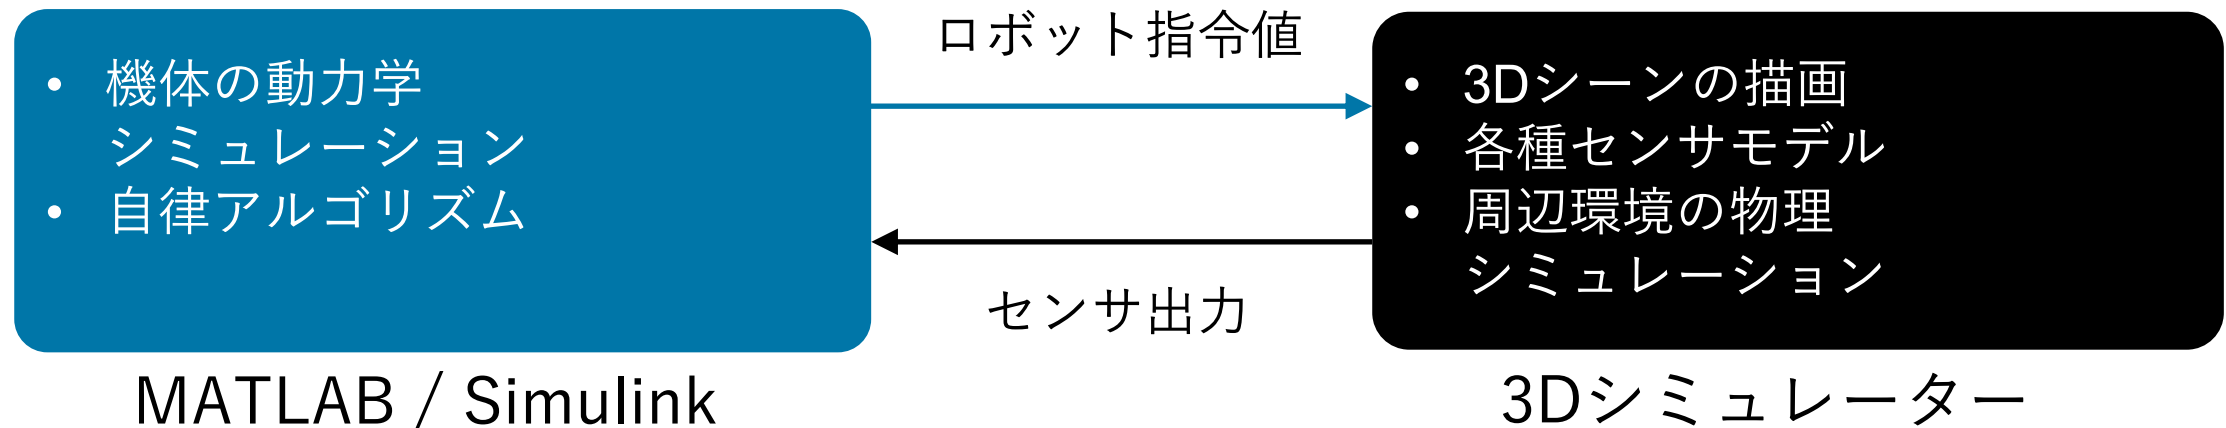 • 機体の動力学
シミュレーション
• 自律アルゴリズム
MATLAB / Simulink
ロボット指令値
センサ出力
• 3Dシーンの描画
• 各種センサモデル
• 周辺環境の物理
シミュレーション
3Dシミュレーター